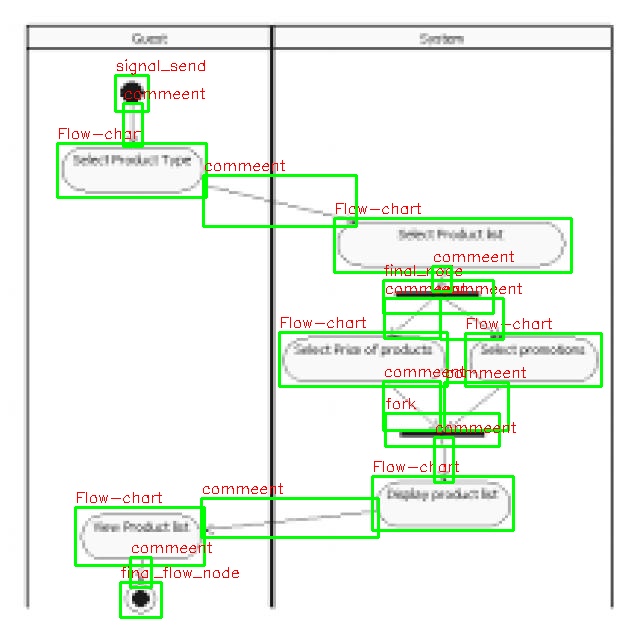 Guest
System
signal_send
commeent
Flow-char
Select Product Type
commeent
Flow-chart
Select Product list
commeent
final_node
commeent
commeent
Flow-chart
Flow-chart
Select Price of products
Select promotions
commeent
commeent
fork
commeent
Flow-chart
Display product list
commeent
Flow-chart
View Product list
commeent
final_flow_node